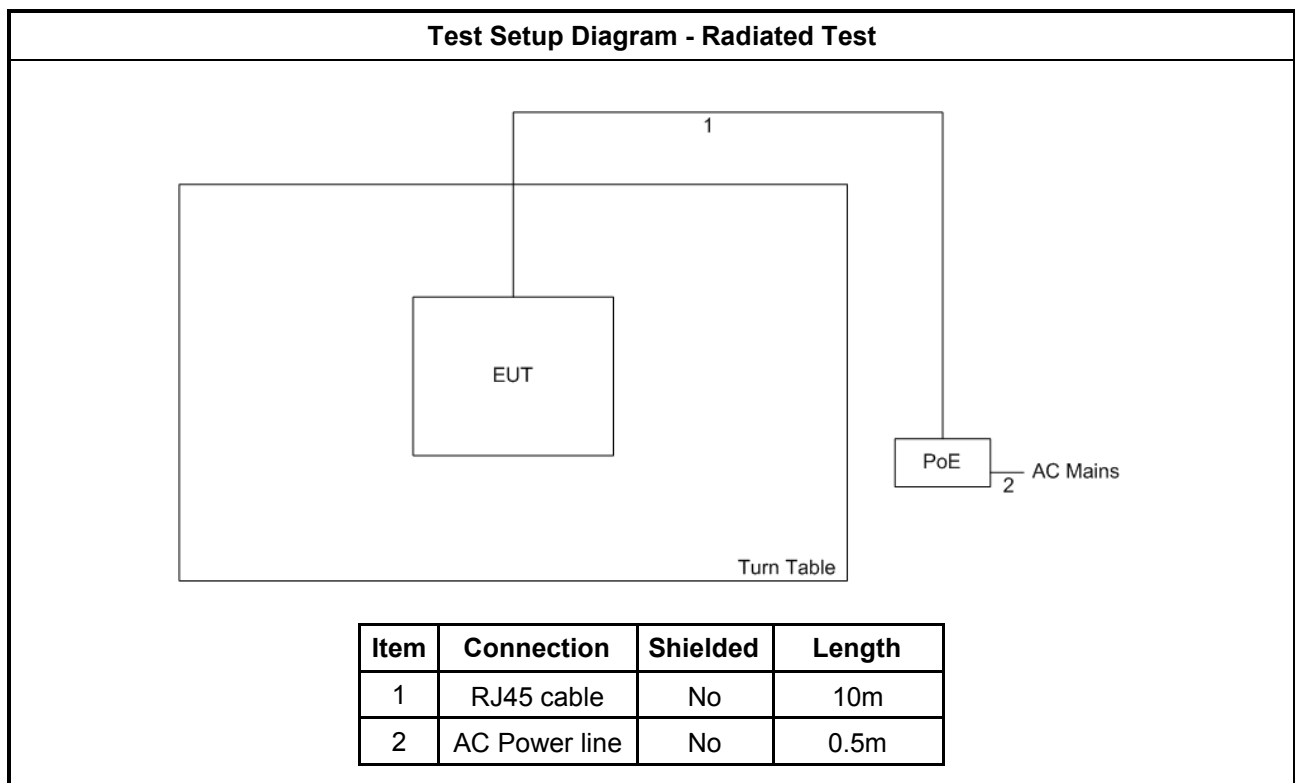 Test Setup Diagram - Radiated Test
1
EUT
PoE
2
AC Mains
Turn Table
Item Connection Shielded Length
1 RJ45 cable No 10m
2 AC Power line No 0.5m